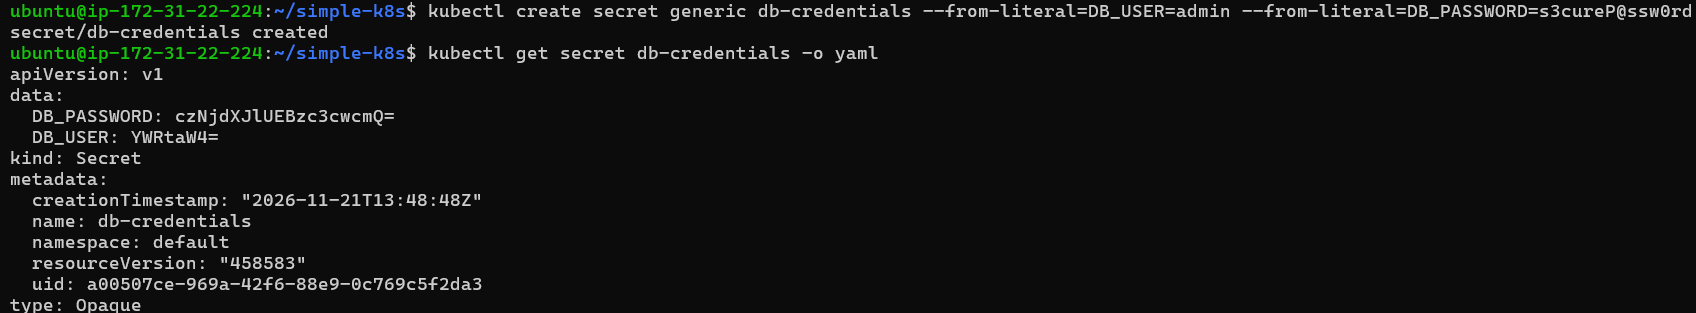 ubuntu@ip-172-31-22-224:~/simple-k8s$ kubectl create secret generic db-credentials --from-literal=DB_USER=admin --from-literal=DB_PASSWORD=s3cureP@ssw0rd
secret/db-credentials created
ubuntu@ip-172-31-22-224:~/simple-k8s$ kubectl get secret db-credentials -o yaml
apiVersion: v1
data:
  DB_PASSWORD: czNjdXJlUEBzc3cwcmQ=
  DB_USER: YWRtaW4=
kind: Secret
metadata:
  creationTimestamp: "2026-11-21T13:48:48Z"
  name: db-credentials
  namespace: default
  resourceVersion: "458583"
  uid: a00507ce-969a-42f6-88e9-0c769c5f2da3
type: Opaque